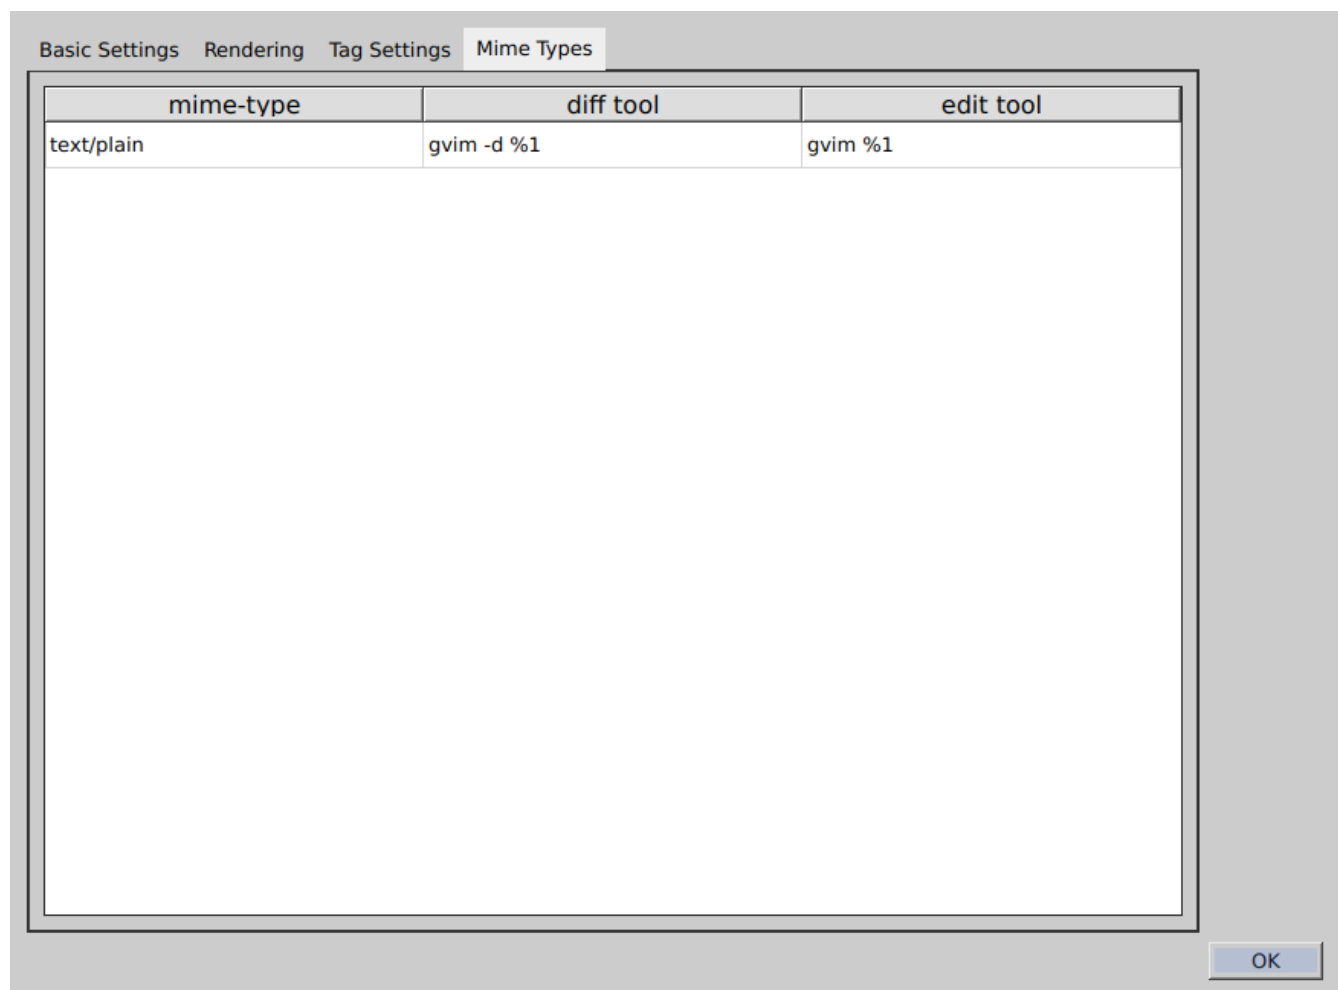 Basic Settings Rendering Tag Settings Mime Types
mime-type diff tool edit tool
text/plain gvim -d %1 gvim %1
OK